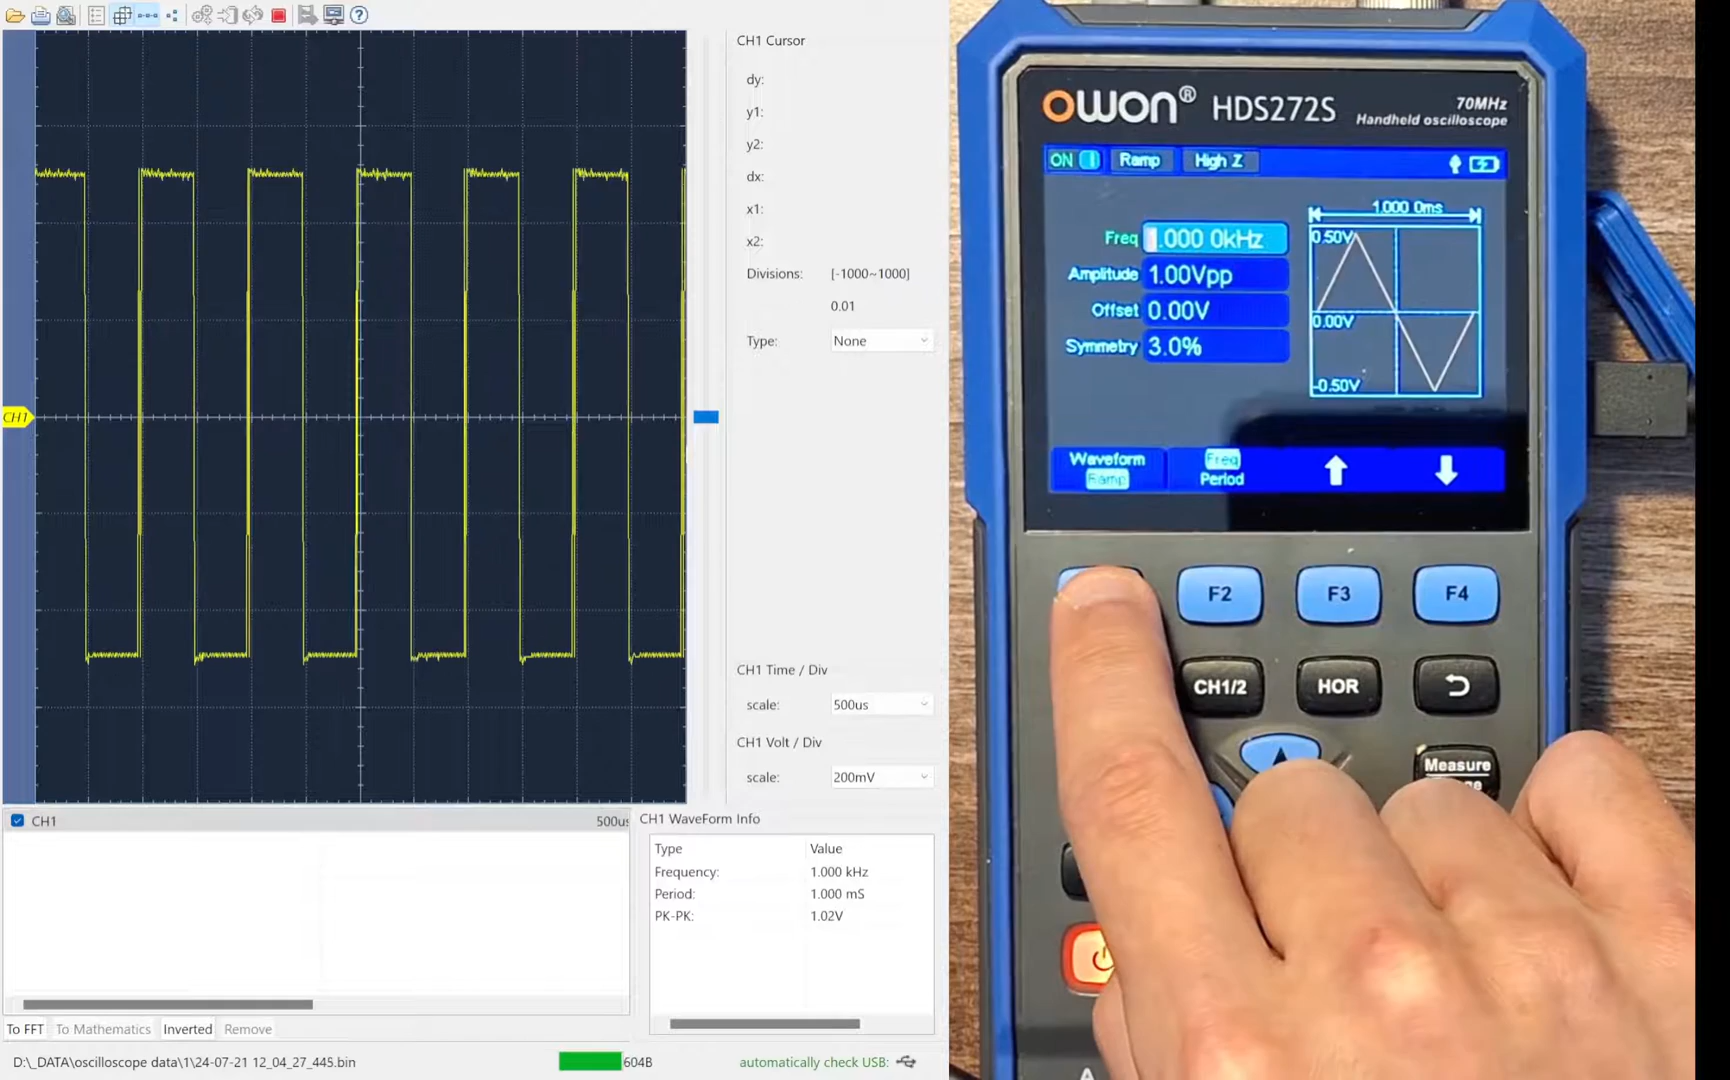 CH1
CH1 Cursor
dy:
y1:
y2:
dx:
x1:
x2:
Divisions: [-1000~1000]
0.01
Type: None
CH1 Time / Div
scale: 500us
CH1 Volt / Div
scale: 200mV
CH1 500us
CH1 WaveForm Info
Type Value
Frequency: 1.000 kHz
Period: 1.000 mS
PK-PK: 1.02V
To FFT To Mathematics Inverted Remove
D:\_DATA\oscilloscope data\1\24-07-21 12_04_27_445.bin
604B
automatically check USB:
OWON® HDS272S
70MHz
Handheld oscilloscope
ON Ramp High Z
1.000 0ms
Freq .000 0kHz
Amplitude 1.00Vpp
Offset 0.00V
Symmetry 3.0%
0.50V
0.00V
-0.50V
Waveform
Ramp
Freq
Period
F2 F3 F4
CH1/2 HOR
Measure